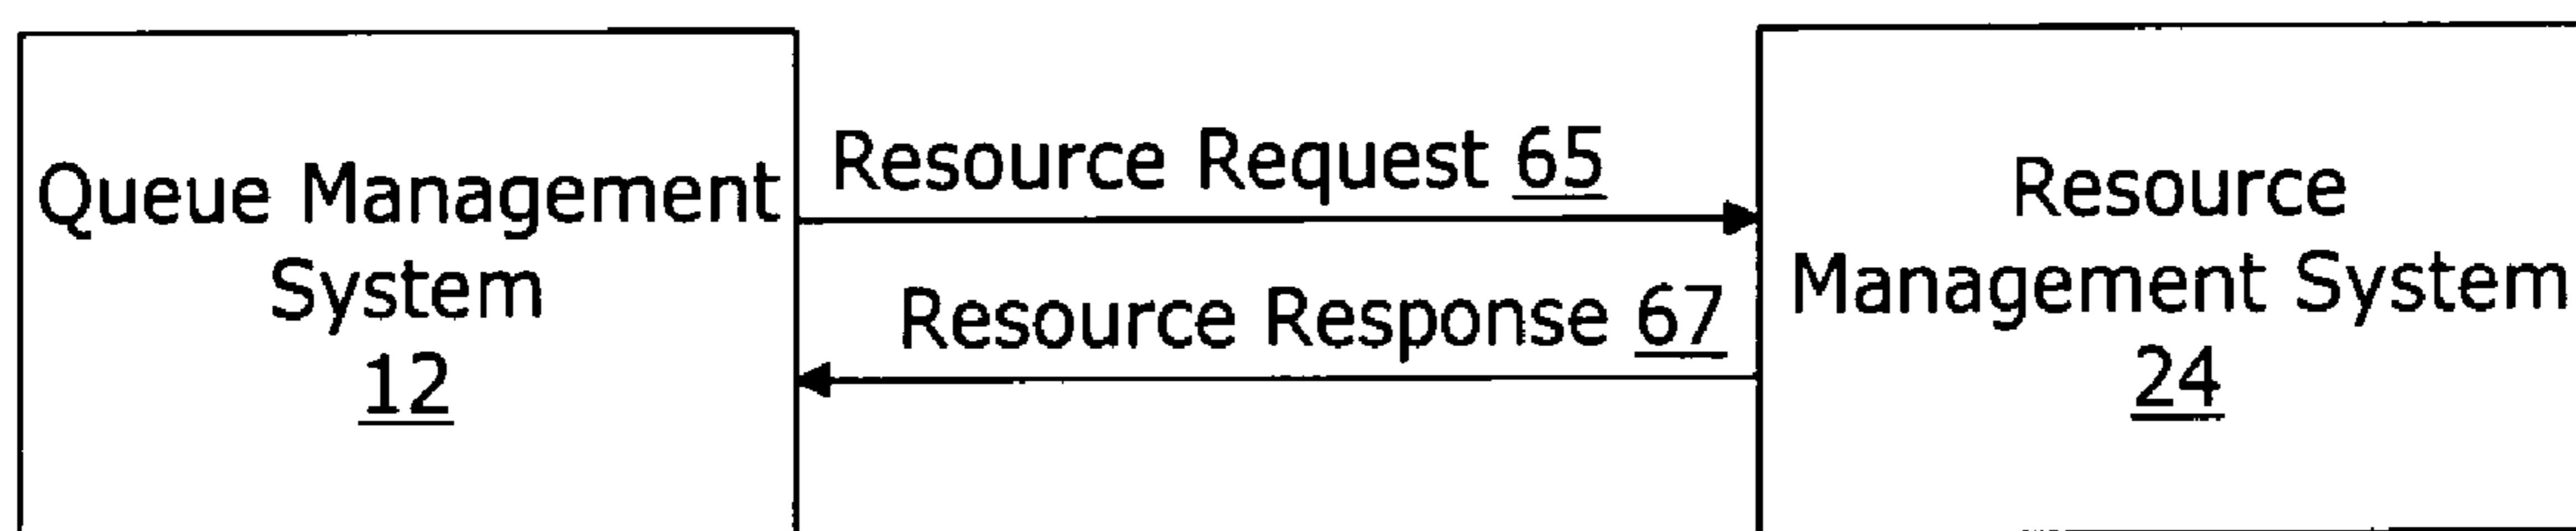 Queue Management
System
12
Resource Request 65
Resource Response 67
Resource
Management System
24